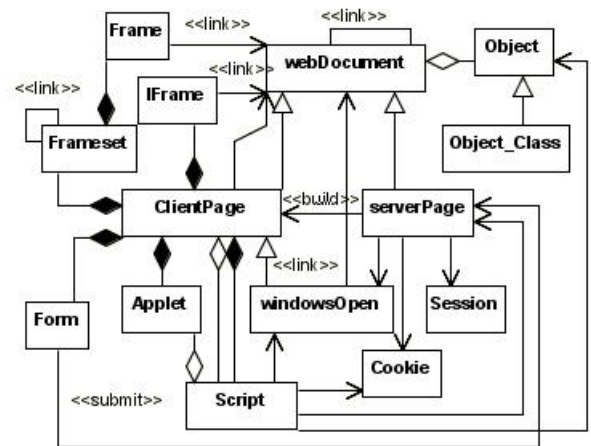 Frame
<<link>>
<<link>>
webDocument
Object
<<link>>
IFrame
<<link>>
Frameset
Object_Class
ClientPage
<<build>>
serverPage
<<link>>
Form
Applet
windowsOpen
Session
Cookie
<<submit>>
Script